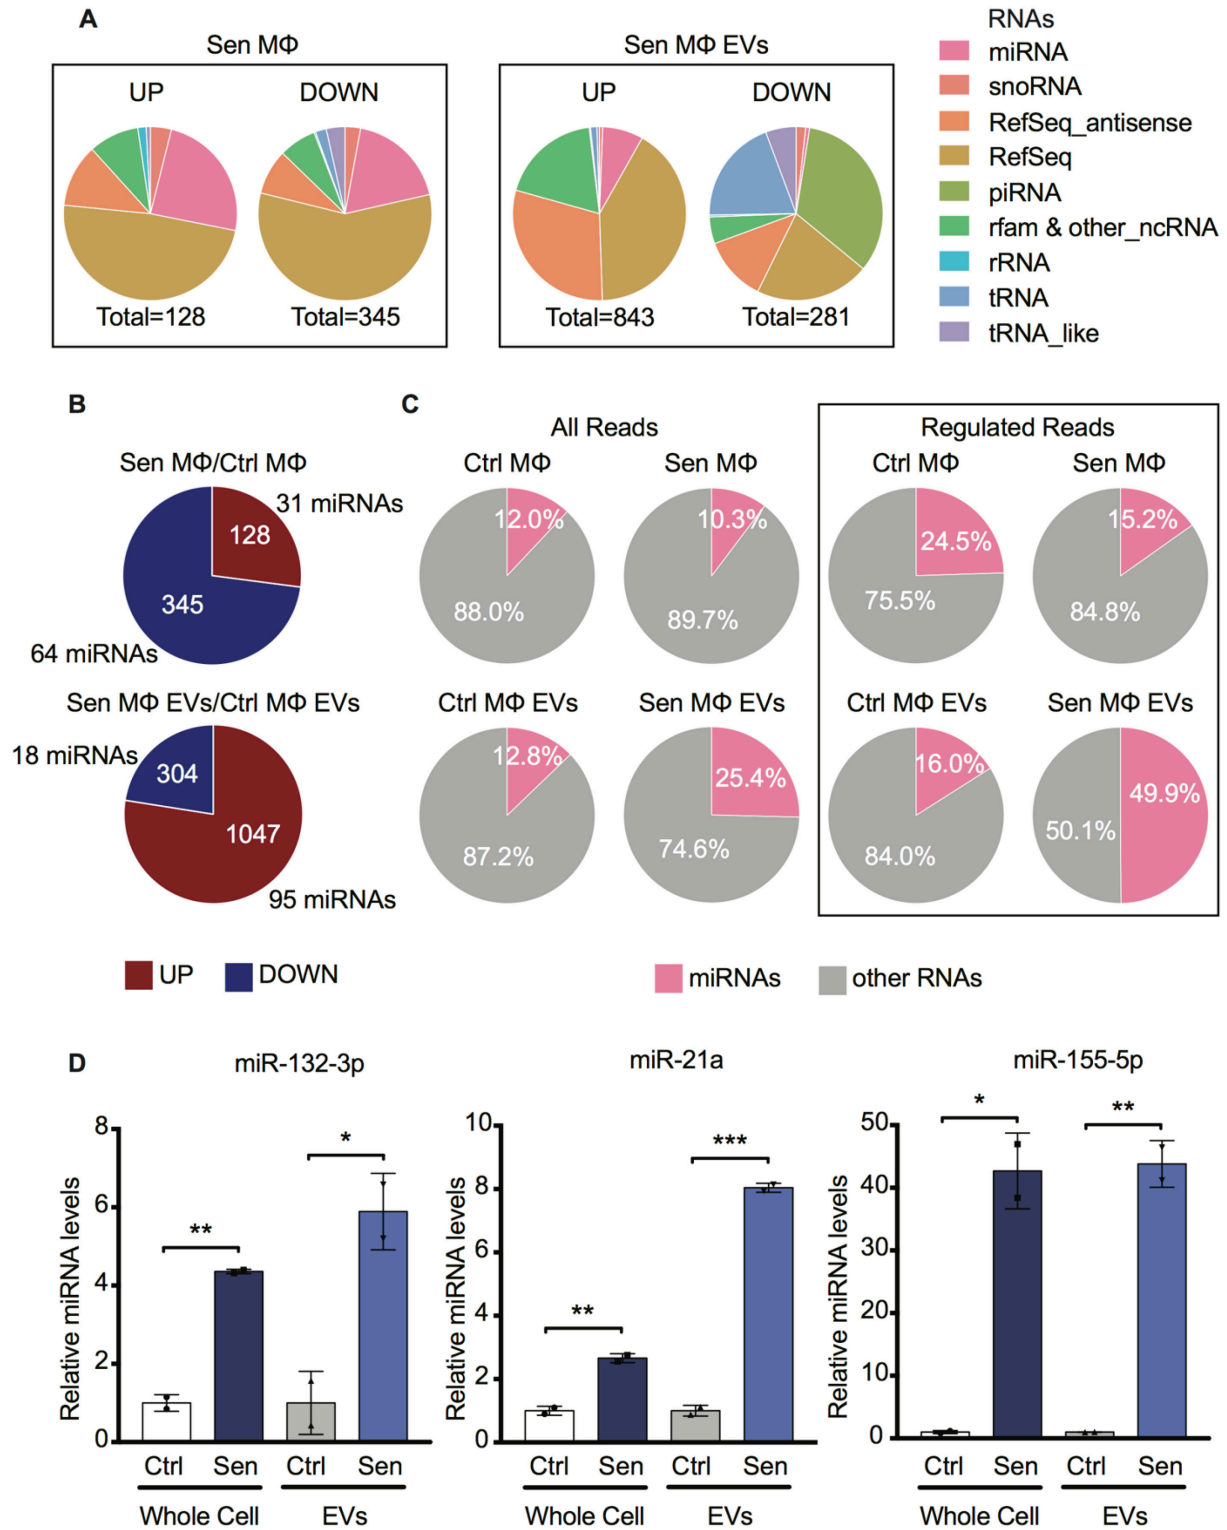 A
Sen MΦ
UP
DOWN
Total=128
Total=345
Sen MΦ EVs
UP
DOWN
Total=843
Total=281
RNAs
miRNA
snoRNA
RefSeq_antisense
RefSeq
piRNA
rfam & other_ncRNA
rRNA
tRNA
tRNA_like
B
Sen MΦ/Ctrl MΦ
31 miRNAs
128
345
64 miRNAs
Sen MΦ EVs/Ctrl MΦ EVs
18 miRNAs
304
1047
95 miRNAs
UP
DOWN
C
All Reads
Ctrl MΦ
12.0%
88.0%
Sen MΦ
10.3%
89.7%
Ctrl MΦ EVs
12.8%
87.2%
Sen MΦ EVs
25.4%
74.6%
Regulated Reads
Ctrl MΦ
24.5%
75.5%
Sen MΦ
15.2%
84.8%
Ctrl MΦ EVs
16.0%
84.0%
Sen MΦ EVs
49.9%
50.1%
miRNAs
other RNAs
D
miR-132-3p
Relative miRNA levels
8
6
4
2
0
**
*
Ctrl
Sen
Ctrl
Sen
Whole Cell
EVs
miR-21a
Relative miRNA levels
10
8
6
4
2
0
**
***
Ctrl
Sen
Ctrl
Sen
Whole Cell
EVs
miR-155-5p
Relative miRNA levels
50
40
30
20
10
0
*
**
Ctrl
Sen
Ctrl
Sen
Whole Cell
EVs